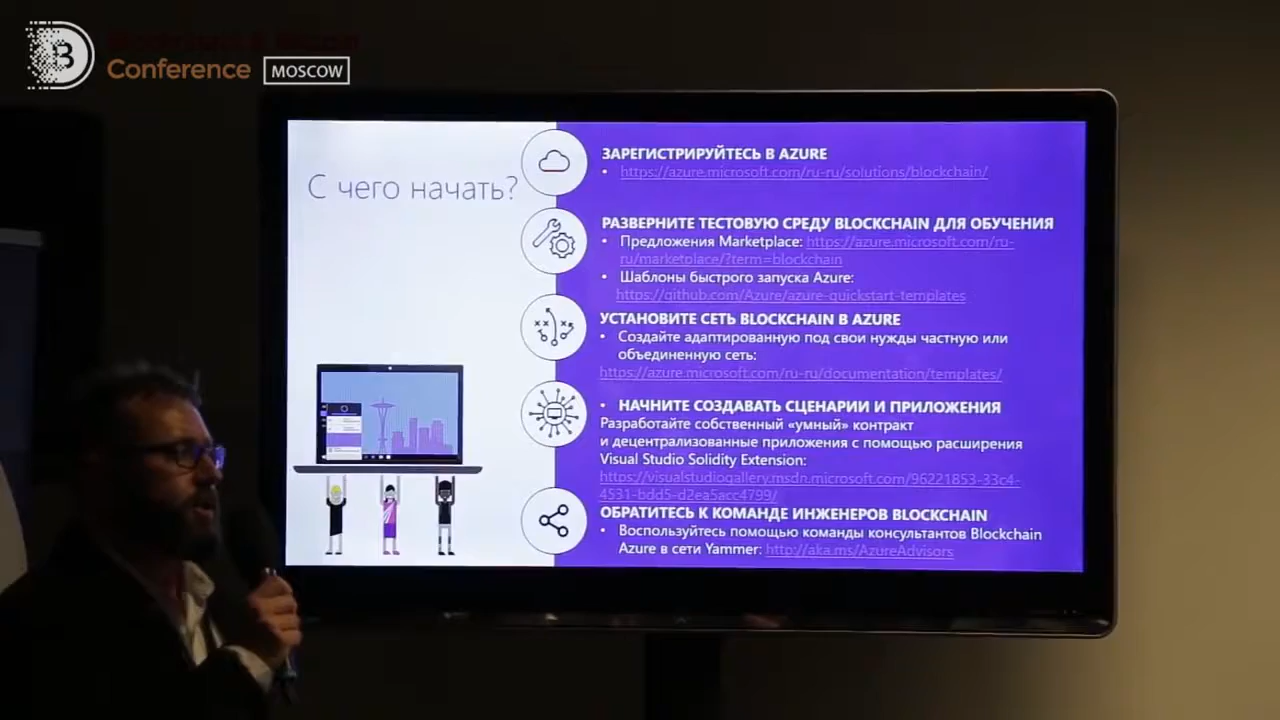 Blockchain & Bitcoin
Conference MOSCOW
С чего начать?
ЗАРЕГИСТРИРУЙТЕСЬ В AZURE
• https://azure.microsoft.com/ru-ru/solutions/blockchain/
РАЗВЕРНИТЕ ТЕСТОВУЮ СРЕДУ BLOCKCHAIN ДЛЯ ОБУЧЕНИЯ
• Предложения Marketplace: https://azure.microsoft.com/ru-
ru/marketplace/?term=blockchain
• Шаблоны быстрого запуска Azure:
https://github.com/Azure/azure-quickstart-templates
УСТАНОВИТЕ СЕТЬ BLOCKCHAIN В AZURE
• Создайте адаптированную под свои нужды частную или
объединенную сеть:
https://azure.microsoft.com/ru-ru/documentation/templates/
• НАЧНИТЕ СОЗДАВАТЬ СЦЕНАРИИ И ПРИЛОЖЕНИЯ
Разработайте собственный «умный» контракт
и децентрализованные приложения с помощью расширения
Visual Studio Solidity Extension:
https://visualstudiogallery.msdn.microsoft.com/96221853-33c4-
4531-bdd5-d2ea5acc4799/
ОБРАТИТЕСЬ К КОМАНДЕ ИНЖЕНЕРОВ BLOCKCHAIN
• Воспользуйтесь помощью команды консультантов Blockchain
Azure в сети Yammer: http://aka.ms/AzureAdvisors